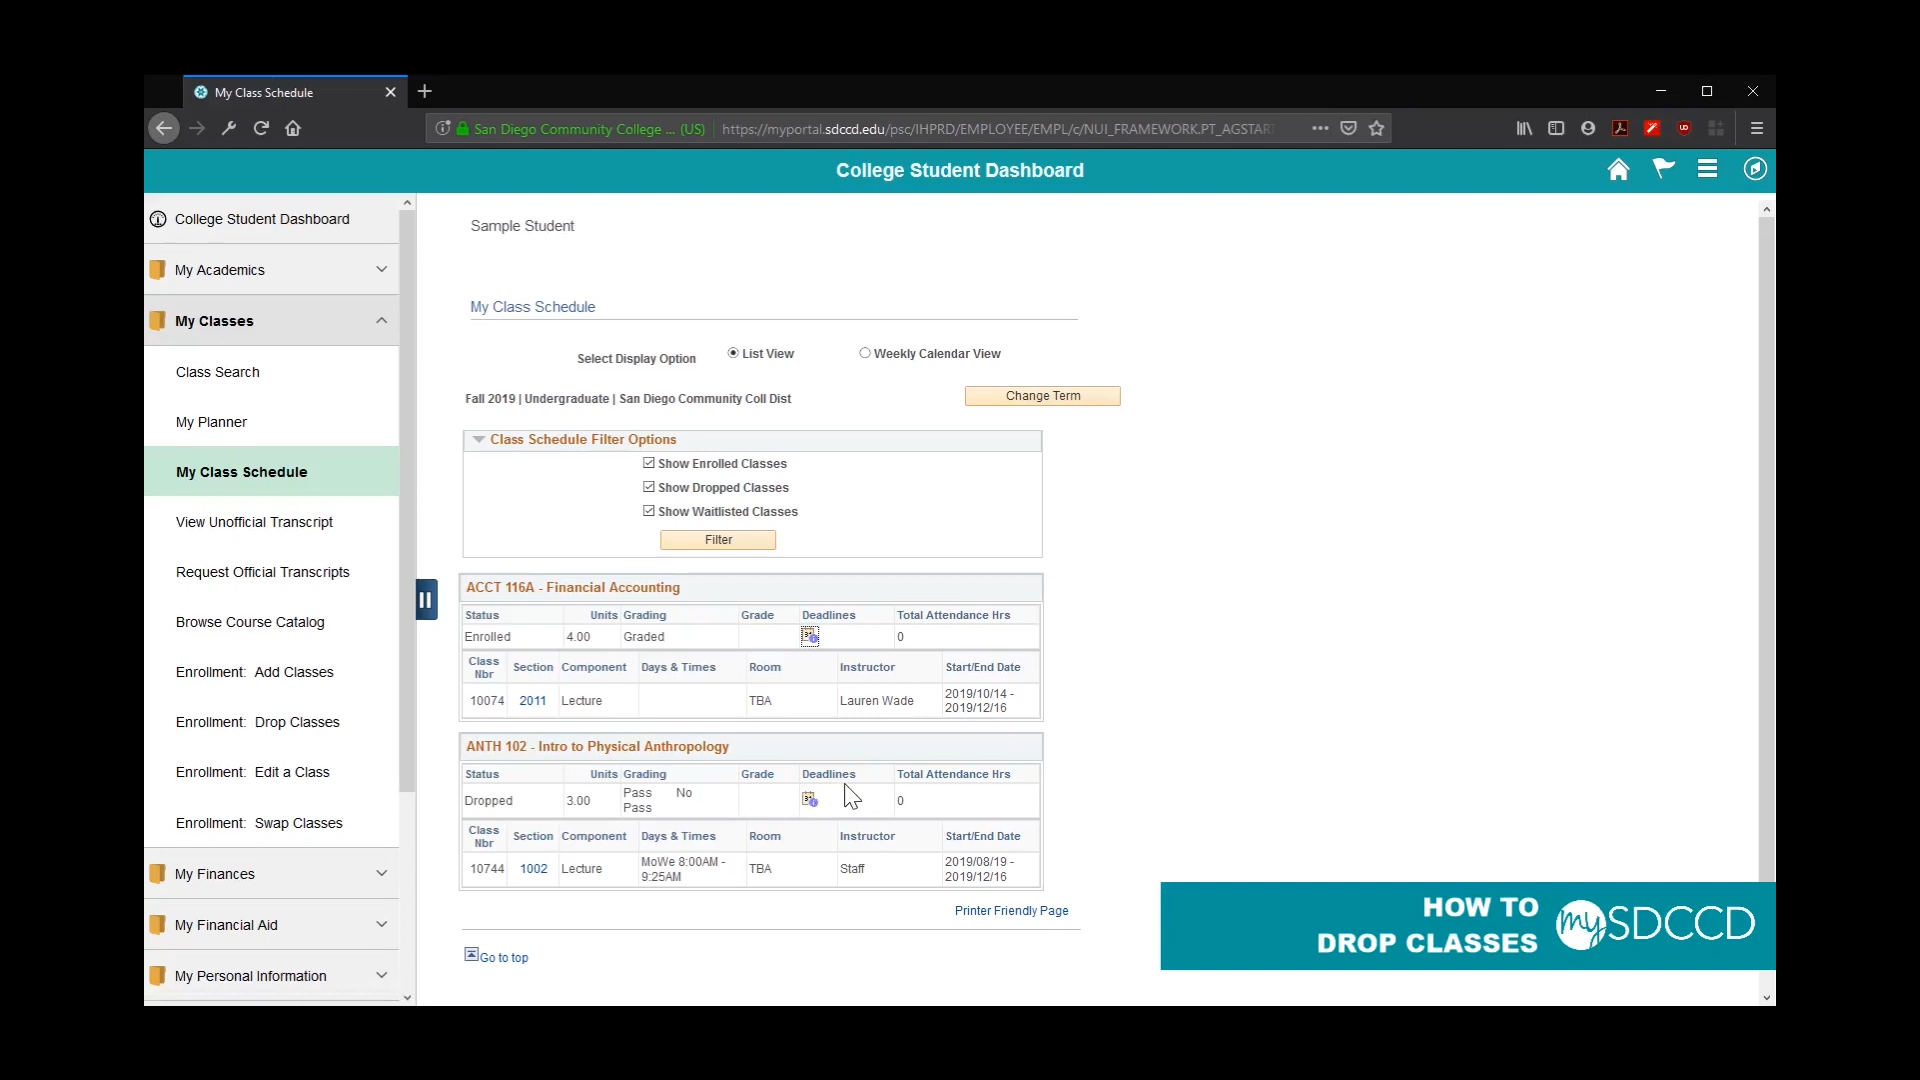 My Class Schedule
San Diego Community College ... (US)
https://myportal.sdccd.edu/psc/IHPRD/EMPLOYEE/EMPL/c/NUI_FRAMEWORK.PT_AGSTART
College Student Dashboard
College Student Dashboard
My Academics
My Classes
Class Search
My Planner
My Class Schedule
View Unofficial Transcript
Request Official Transcripts
Browse Course Catalog
Enrollment: Add Classes
Enrollment: Drop Classes
Enrollment: Edit a Class
Enrollment: Swap Classes
My Finances
My Financial Aid
My Personal Information
Sample Student
My Class Schedule
Select Display Option List View Weekly Calendar View
Fall 2019 | Undergraduate | San Diego Community Coll Dist Change Term
Class Schedule Filter Options
Show Enrolled Classes
Show Dropped Classes
Show Waitlisted Classes
Filter
ACCT 116A - Financial Accounting
Status Units Grading Grade Deadlines Total Attendance Hrs
Enrolled 4.00 Graded 0
Class Nbr Section Component Days & Times Room Instructor Start/End Date
10074 2011 Lecture TBA Lauren Wade 2019/10/14 - 2019/12/16
ANTH 102 - Intro to Physical Anthropology
Status Units Grading Grade Deadlines Total Attendance Hrs
Dropped 3.00 Pass No Pass 0
Class Nbr Section Component Days & Times Room Instructor Start/End Date
10744 1002 Lecture MoWe 8:00AM - 9:25AM TBA Staff 2019/08/19 - 2019/12/16
Printer Friendly Page
Go to top
HOW TO
DROP CLASSES
mySDCCD